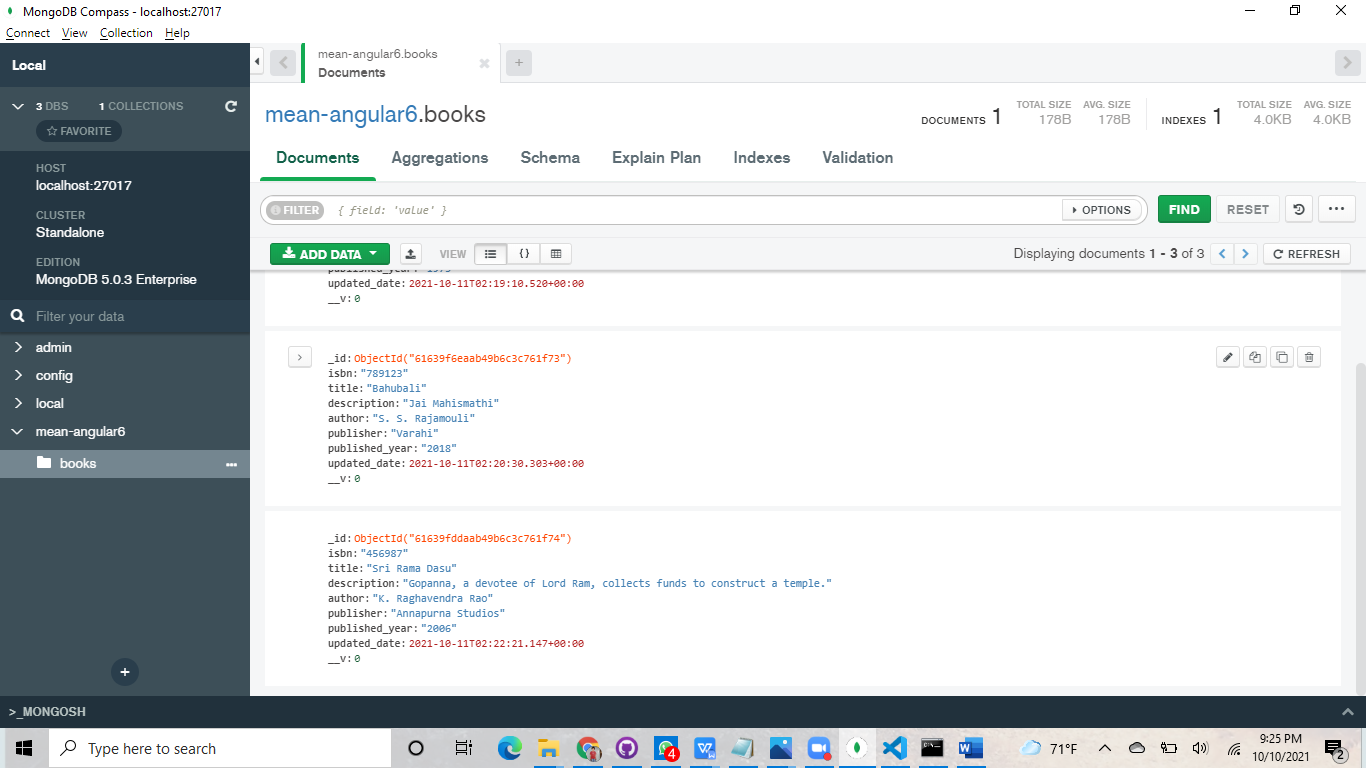 MongoDB Compass - localhost:27017
Connect View Collection Help
Local
3 DBS 1 COLLECTIONS
FAVORITE
HOST
localhost:27017
CLUSTER
Standalone
EDITION
MongoDB 5.0.3 Enterprise
Filter your data
admin
config
local
mean-angular6
books
>_MONGOSH
mean-angular6.books
Documents
mean-angular6.books
DOCUMENTS 1 TOTAL SIZE 178B AVG. SIZE 178B INDEXES 1 TOTAL SIZE 4.0KB AVG. SIZE 4.0KB
Documents Aggregations Schema Explain Plan Indexes Validation
FILTER { field: 'value' } OPTIONS FIND RESET
ADD DATA VIEW {} Displaying documents 1 - 3 of 3 REFRESH
published_year:
updated_date: 2021-10-11T02:19:10.520+00:00
__v: 0
_id: ObjectId("61639f6eaab49b6c3c761f73")
isbn: "789123"
title: "Bahubali"
description: "Jai Mahismathi"
author: "S. S. Rajamouli"
publisher: "Varahi"
published_year: "2018"
updated_date: 2021-10-11T02:20:30.303+00:00
__v: 0
_id: ObjectId("61639fddaab49b6c3c761f74")
isbn: "456987"
title: "Sri Rama Dasu"
description: "Gopanna, a devotee of Lord Ram, collects funds to construct a temple."
author: "K. Raghavendra Rao"
publisher: "Annapurna Studios"
published_year: "2006"
updated_date: 2021-10-11T02:22:21.147+00:00
__v: 0
Type here to search
4
71°F
9:25 PM
10/10/2021
2